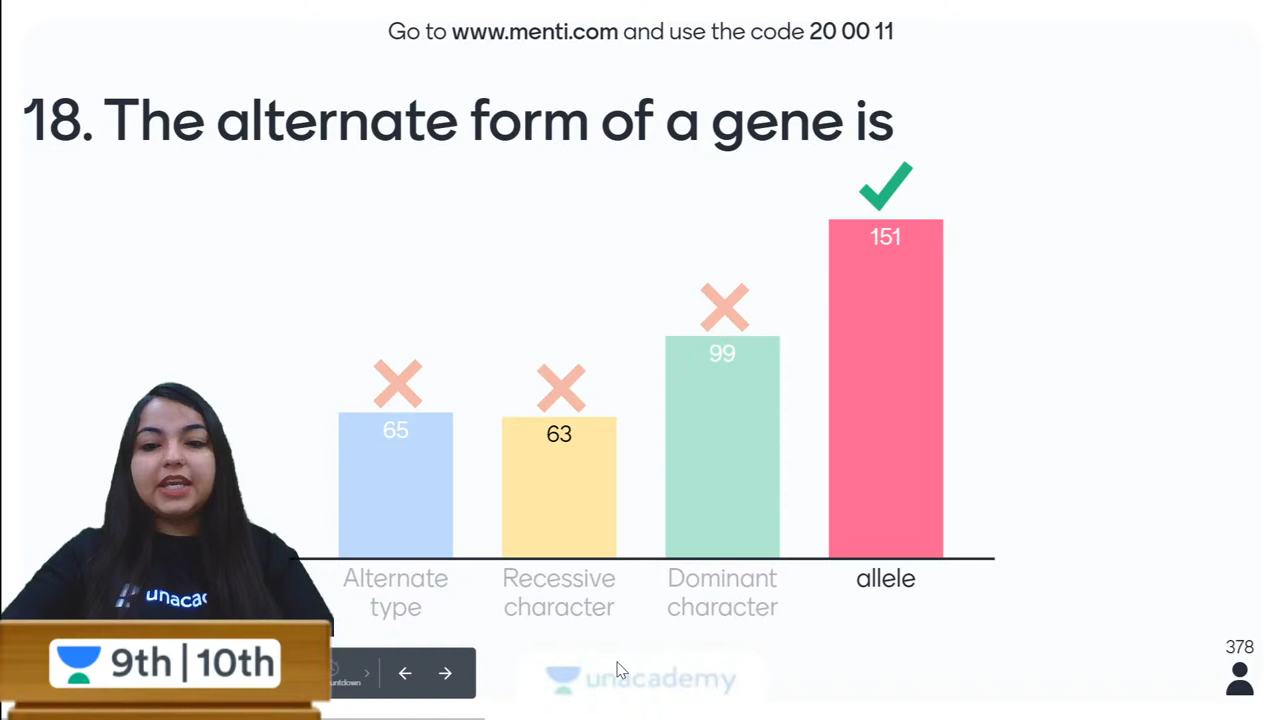 Go to www.menti.com and use the code 20 00 11
18. The alternate form of a gene is
151
99
65
63
Alternate type
Recessive character
Dominant character
allele
unacac
9th | 10th
378
unacademy